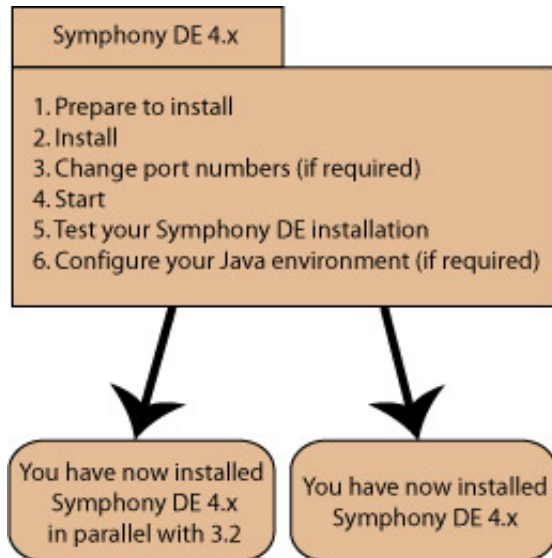 Symphony DE 4.x
1. Prepare to install
2. Install
3. Change port numbers (if required)
4. Start
5. Test your Symphony DE installation
6. Configure your Java environment (if required)
You have now installed
Symphony DE 4.x
in parallel with 3.2
You have now installed
Symphony DE 4.x